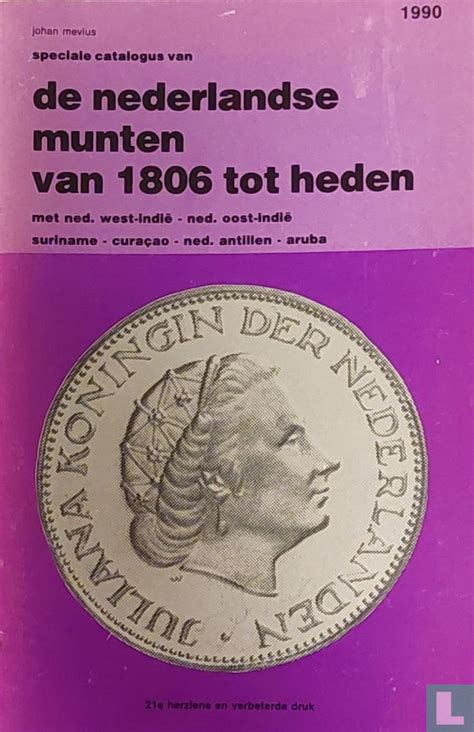 1990
johan mevius
speciale catalogus van
de nederlandse
munten
van 1806 tot heden
met ned. west-indië - ned. oost-indië
suriname - curaçao - ned. antillen - aruba
JULIANA KONINGIN DER NEDERLANDEN
21e herziene en verbeterde druk
L